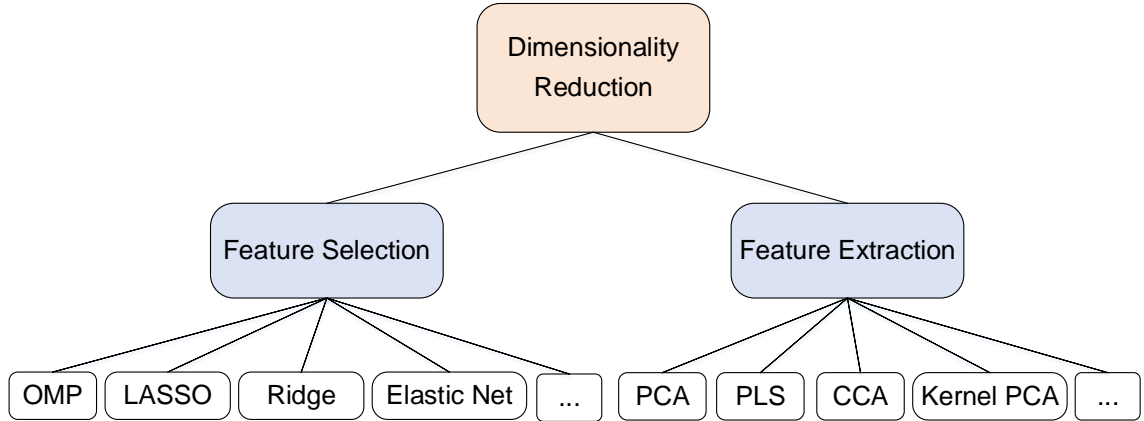 Dimensionality
Reduction
Feature Selection
Feature Extraction
OMP
LASSO
Ridge
Elastic Net
...
PCA
PLS
CCA
Kernel PCA
...